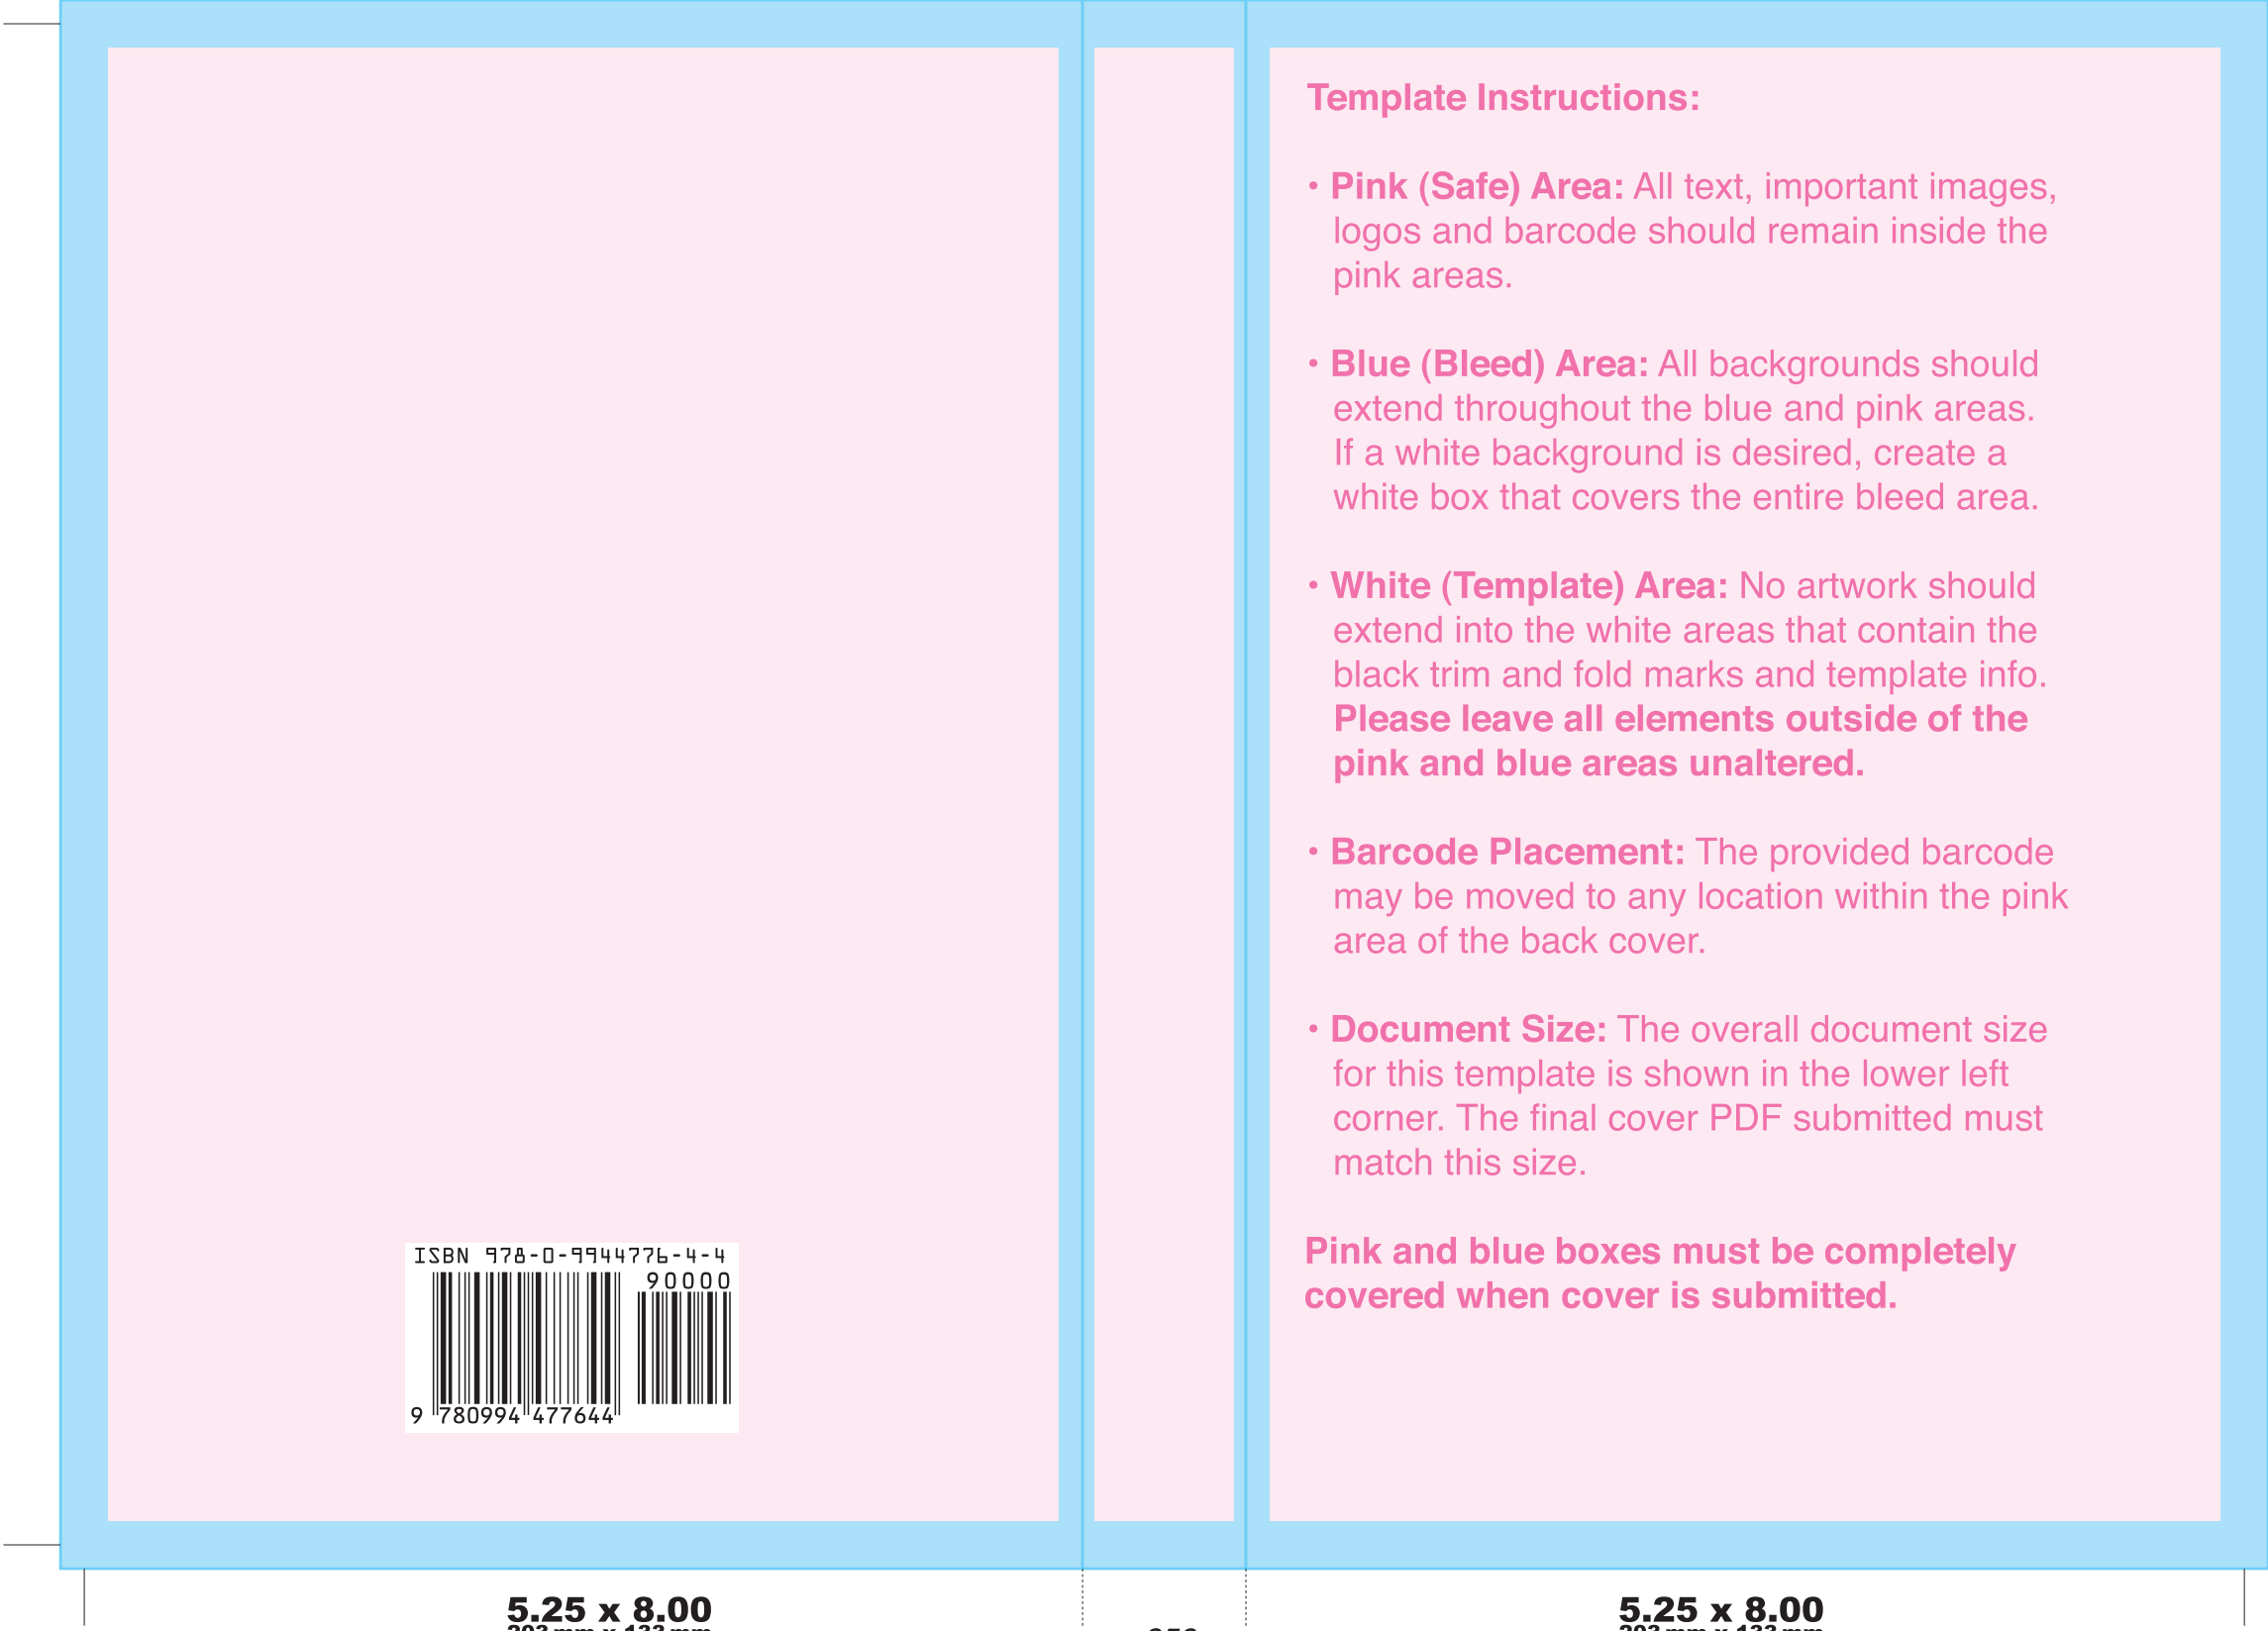 Template Instructions:
• Pink (Safe) Area: All text, important images,
logos and barcode should remain inside the
pink areas.
• Blue (Bleed) Area: All backgrounds should
extend throughout the blue and pink areas.
If a white background is desired, create a
white box that covers the entire bleed area.
• White (Template) Area: No artwork should
extend into the white areas that contain the
black trim and fold marks and template info.
Please leave all elements outside of the
pink and blue areas unaltered.
• Barcode Placement: The provided barcode
may be moved to any location within the pink
area of the back cover.
• Document Size: The overall document size
for this template is shown in the lower left
corner. The final cover PDF submitted must
match this size.
Pink and blue boxes must be completely
covered when cover is submitted.
ISBN 978-0-9944776-4-4
90000
9 780994 477644
5.25 x 8.00
5.25 x 8.00